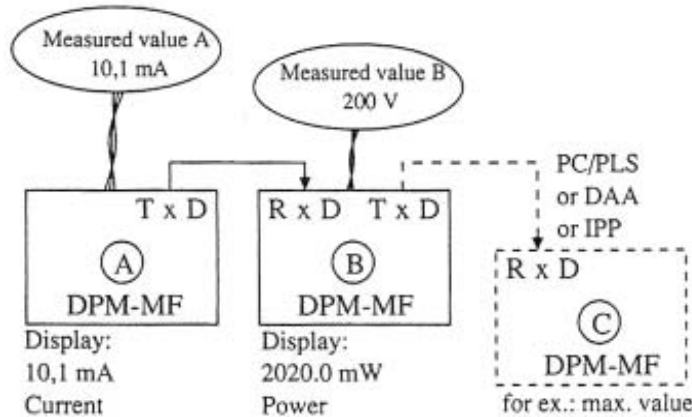 Measured value A
10,1 mA
Measured value B
200 V
T x D
A
DPM-MF
R x D T x D
B
DPM-MF
PC/PLS
or DAA
or IPP
R x D
C
DPM-MF
Display:
10,1 mA
Current
Display:
2020.0 mW
Power
for ex.: max. value